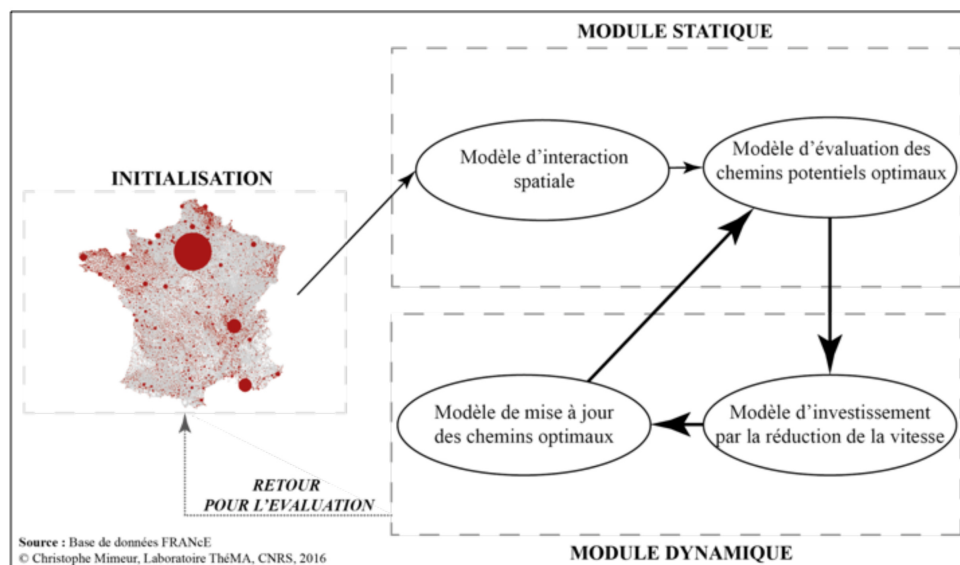 MODULE STATIQUE
Modèle d'interaction
spatiale
Modèle d'évaluation des
chemins potentiels optimaux
INITIALISATION
Modèle de mise à jour
des chemins optimaux
Modèle d'investissement
par la réduction de la vitesse
RETOUR
POUR L'EVALUATION
MODULE DYNAMIQUE
Source : Base de données FRANcE
© Christophe Mimeur, Laboratoire ThéMA, CNRS, 2016